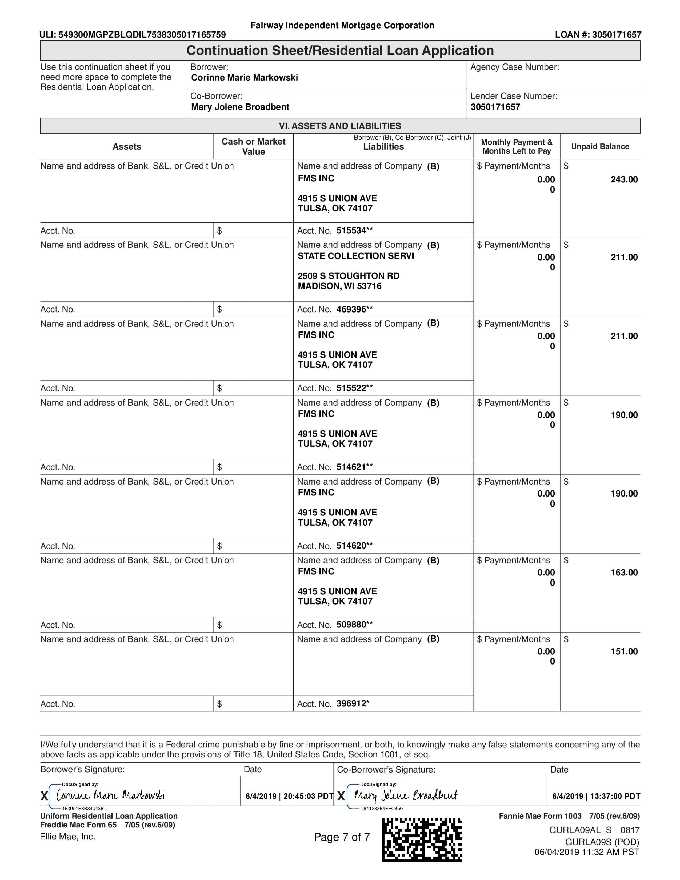 Fairway Independent Mortgage Corporation
ULI: 549300MGPZBLQDIL7538305017165759 LOAN #: 3050171657
Continuation Sheet/Residential Loan Application
Use this continuation sheet if you need more space to complete the Residential Loan Application.
Borrower:
Corinne Marie Markowski
Agency Case Number:
Co-Borrower:
Mary Jolene Broadbent
Lender Case Number:
3050171657
VI. ASSETS AND LIABILITIES
Assets
Cash or Market Value
Borrower (B), Co-Borrower (C), Joint (J)
Liabilities
Monthly Payment & Months Left to Pay
Unpaid Balance
Name and address of Bank, S&L, or Credit Union Name and address of Company (B) $ Payment/Months $
FMS INC 0.00 243.00
0
4915 S UNION AVE
TULSA, OK 74107
Acct. No. $ Acct. No. 515534**
Name and address of Bank, S&L, or Credit Union Name and address of Company (B) $ Payment/Months $
STATE COLLECTION SERVI 0.00 211.00
0
2509 S STOUGHTON RD
MADISON, WI 53716
Acct. No. $ Acct. No. 469396**
Name and address of Bank, S&L, or Credit Union Name and address of Company (B) $ Payment/Months $
FMS INC 0.00 211.00
0
4915 S UNION AVE
TULSA, OK 74107
Acct. No. $ Acct. No. 515522**
Name and address of Bank, S&L, or Credit Union Name and address of Company (B) $ Payment/Months $
FMS INC 0.00 190.00
0
4915 S UNION AVE
TULSA, OK 74107
Acct. No. $ Acct. No. 514621**
Name and address of Bank, S&L, or Credit Union Name and address of Company (B) $ Payment/Months $
FMS INC 0.00 190.00
0
4915 S UNION AVE
TULSA, OK 74107
Acct. No. $ Acct. No. 514620**
Name and address of Bank, S&L, or Credit Union Name and address of Company (B) $ Payment/Months $
FMS INC 0.00 163.00
0
4915 S UNION AVE
TULSA, OK 74107
Acct. No. $ Acct. No. 509880**
Name and address of Bank, S&L, or Credit Union Name and address of Company (B) $ Payment/Months $
0.00 151.00
0
Acct. No. $ Acct. No. 396912*
I/We fully understand that it is a Federal crime punishable by fine or imprisonment, or both, to knowingly make any false statements concerning any of the
above facts as applicable under the provisions of Title 18, United States Code, Section 1001, et seq.
Borrower's Signature: Date Co-Borrower's Signature: Date
DocuSigned by: DocuSigned by:
X Corinne Marie Markowski 6/4/2019 | 20:45:03 PDT X Mary Jolene Broadbent 6/4/2019 | 13:37:00 PDT
Uniform Residential Loan Application
Freddie Mac Form 65 7/05 (rev.6/09)
Fannie Mae Form 1003 7/05 (rev.6/09)
Ellie Mae, Inc.
Page 7 of 7
GURLA09AL S 0817
GURLA09S (POD)
06/04/2019 11:32 AM PST